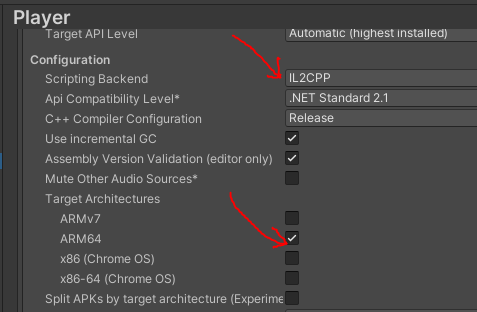 Player
Target API Level Automatic (highest installed)
Configuration
Scripting Backend IL2CPP
Api Compatibility Level* .NET Standard 2.1
C++ Compiler Configuration Release
Use incremental GC
Assembly Version Validation (editor only)
Mute Other Audio Sources*
Target Architectures
ARMv7
ARM64
x86 (Chrome OS)
x86-64 (Chrome OS)
Split APKs by target architecture (Experime